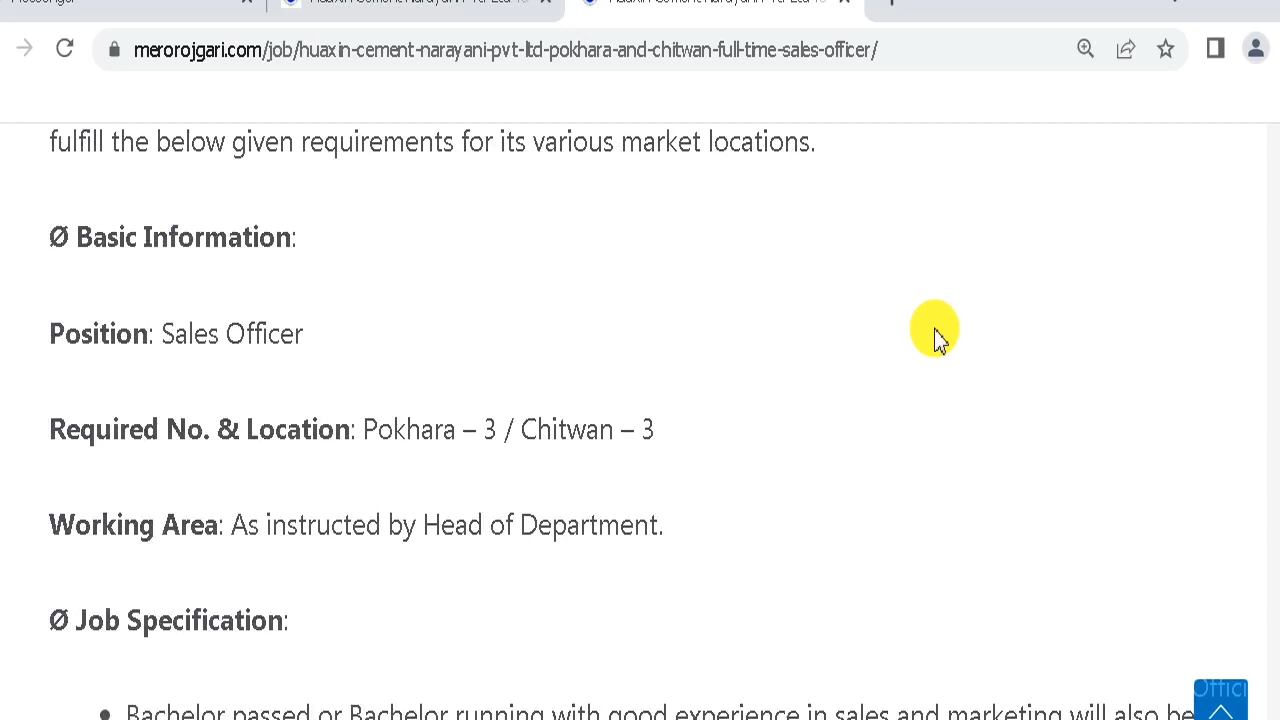 merorojgari.com/job/huaxin-cement-narayani-pvt-ltd-pokhara-and-chitwan-full-time-sales-officer/
fulfill the below given requirements for its various market locations.
Ø Basic Information:
Position: Sales Officer
Required No. & Location: Pokhara – 3 / Chitwan – 3
Working Area: As instructed by Head of Department.
Ø Job Specification:
• Bachelor passed or Bachelor running with good experience in sales and marketing will also be